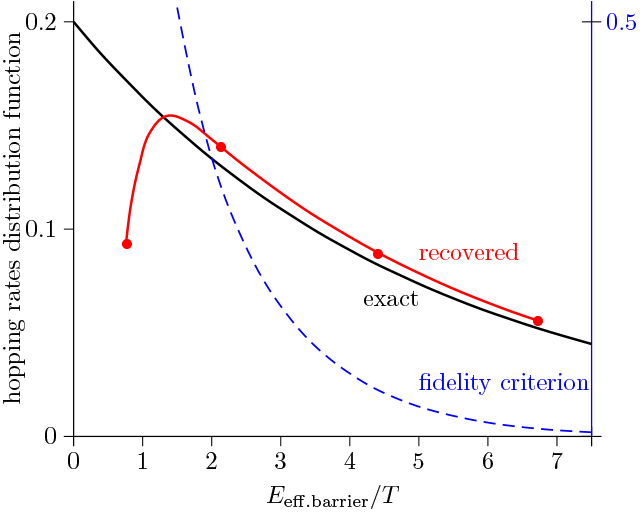 0.2
0.5
hopping rates distribution function
0.1
recovered
exact
fidelity criterion
0
0 1 2 3 4 5 6 7
E_eff.barrier/T